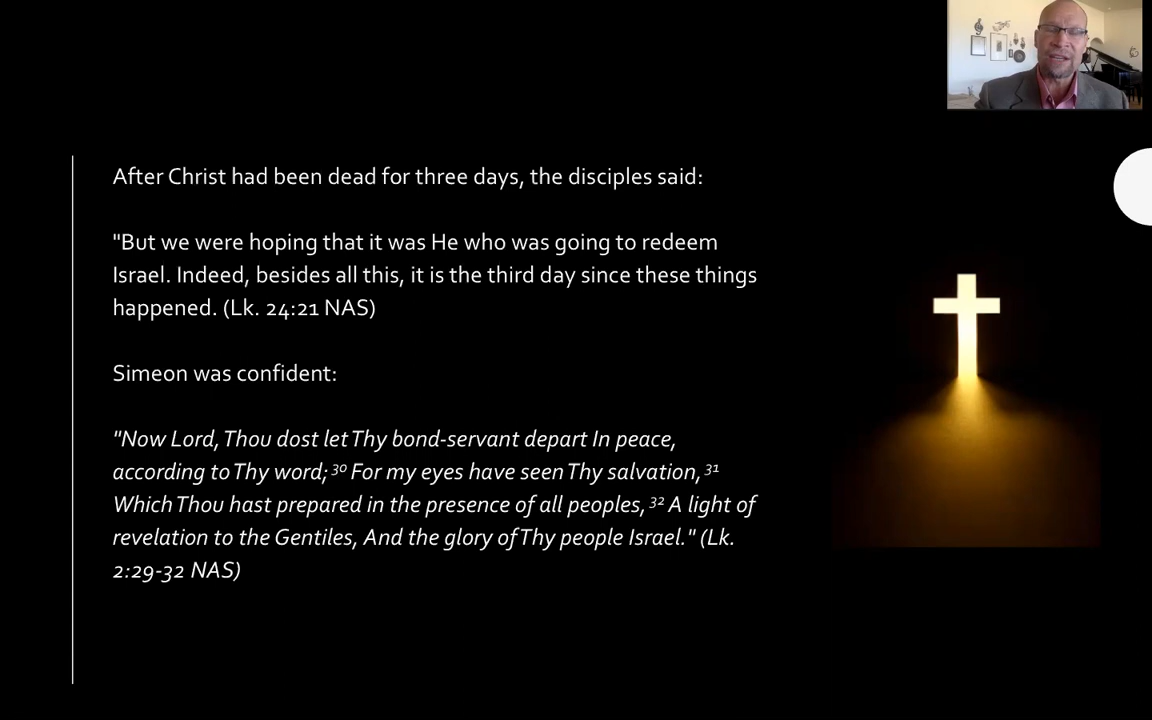 After Christ had been dead for three days, the disciples said:
"But we were hoping that it was He who was going to redeem
Israel. Indeed, besides all this, it is the third day since these things
happened. (Lk. 24:21 NAS)
Simeon was confident:
"Now Lord, Thou dost let Thy bond-servant depart In peace,
according to Thy word; 30 For my eyes have seen Thy salvation, 31
Which Thou hast prepared in the presence of all peoples, 32 A light of
revelation to the Gentiles, And the glory of Thy people Israel." (Lk.
2:29-32 NAS)